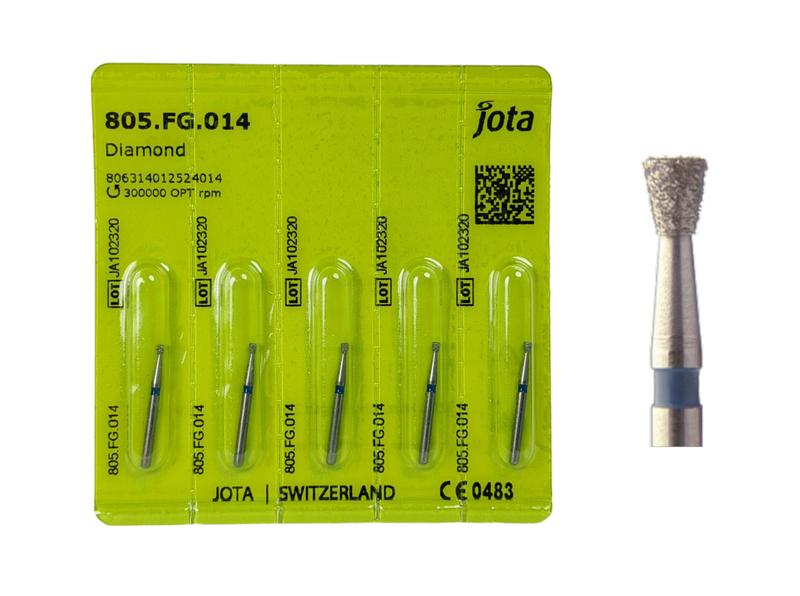 805.FG.014
jota
Diamond
806314012524014
300000 OPT rpm
LOT JA102320
LOT JA102320
LOT JA102320
LOT JA102320
LOT JA102320
805.FG.014
805.FG.014
805.FG.014
805.FG.014
805.FG.014
JOTA | SWITZERLAND
CE 0483